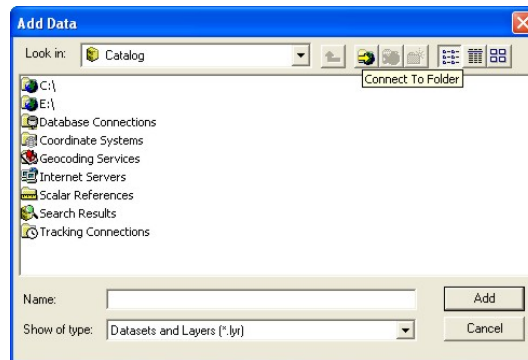 Add Data
Look in: Catalog
Connect To Folder
C:\
E:\
Database Connections
Coordinate Systems
Geocoding Services
Internet Servers
Scalar References
Search Results
Tracking Connections
Name: Add
Show of type: Datasets and Layers (*.lyr) Cancel